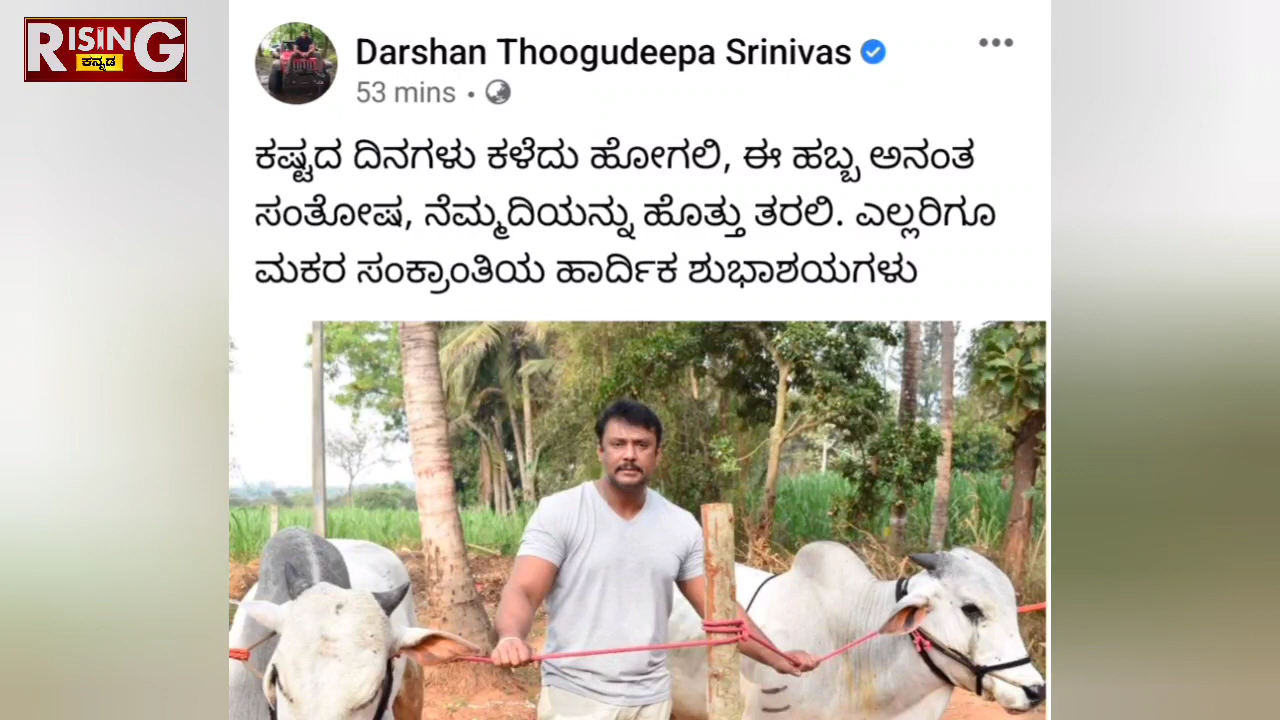 RISING
ಕನ್ನಡ
Darshan Thoogudeepa Srinivas
53 mins
ಕಷ್ಟದ ದಿನಗಳು ಕಳೆದು ಹೋಗಲಿ, ಈ ಹಬ್ಬ ಅನಂತ
ಸಂತೋಷ, ನೆಮ್ಮದಿಯನ್ನು ಹೊತ್ತು ತರಲಿ. ಎಲ್ಲರಿಗೂ
ಮಕರ ಸಂಕ್ರಾಂತಿಯ ಹಾರ್ದಿಕ ಶುಭಾಶಯಗಳು